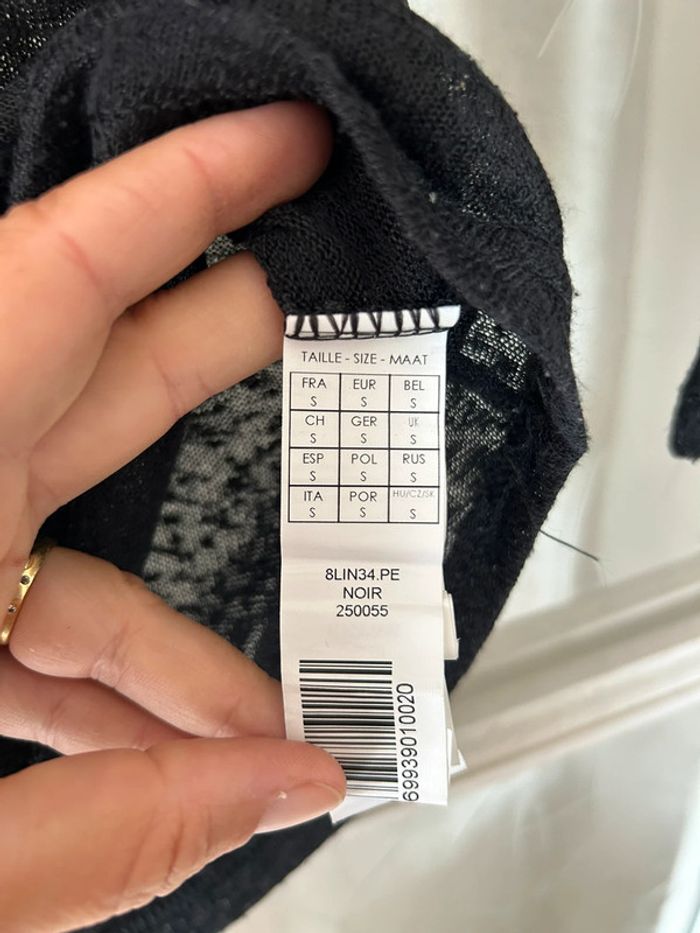 TAILLE - SIZE - MAAT
FRA EUR BEL
S S S
CH GER UK
S S S
ESP POL RUS
S S S
ITA POR HU/CZ/SK
S S S
8LIN34.PE
NOIR
250055
69939010020